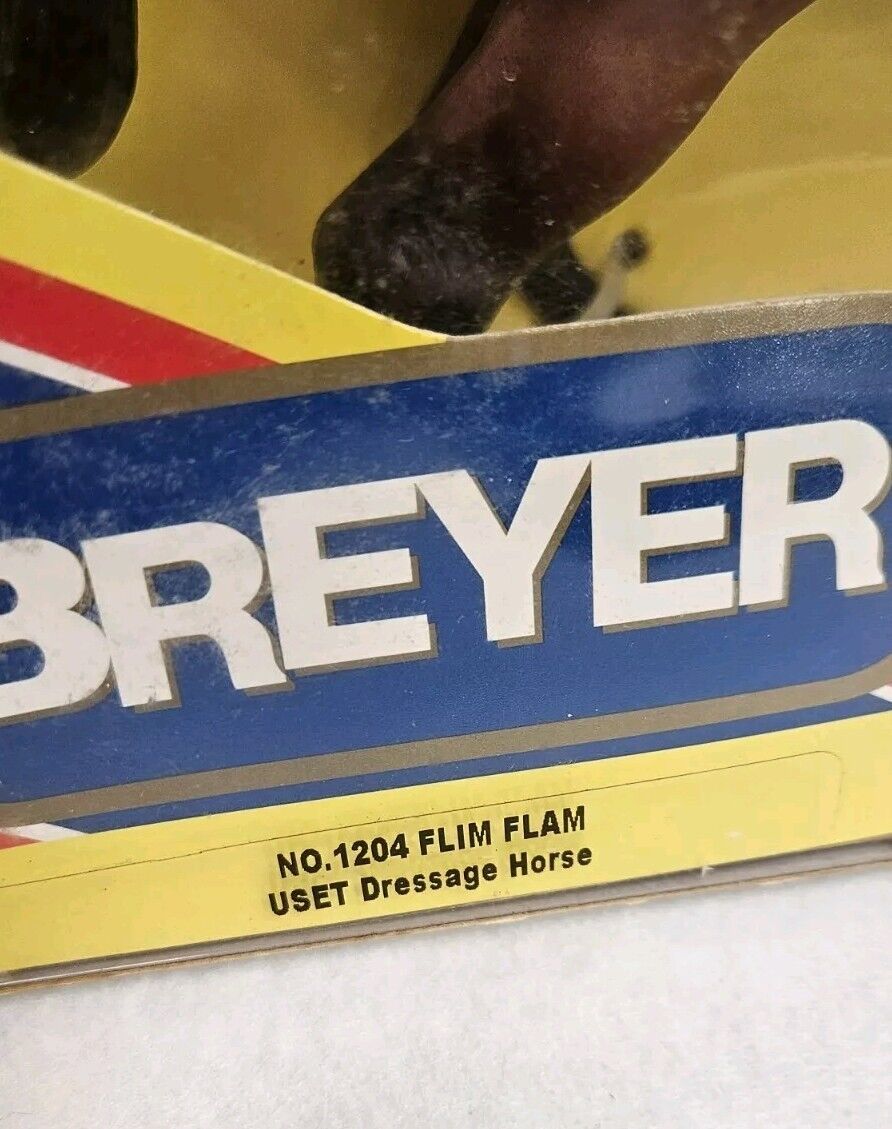 BREYER
NO.1204 FLIM FLAM
USET Dressage Horse